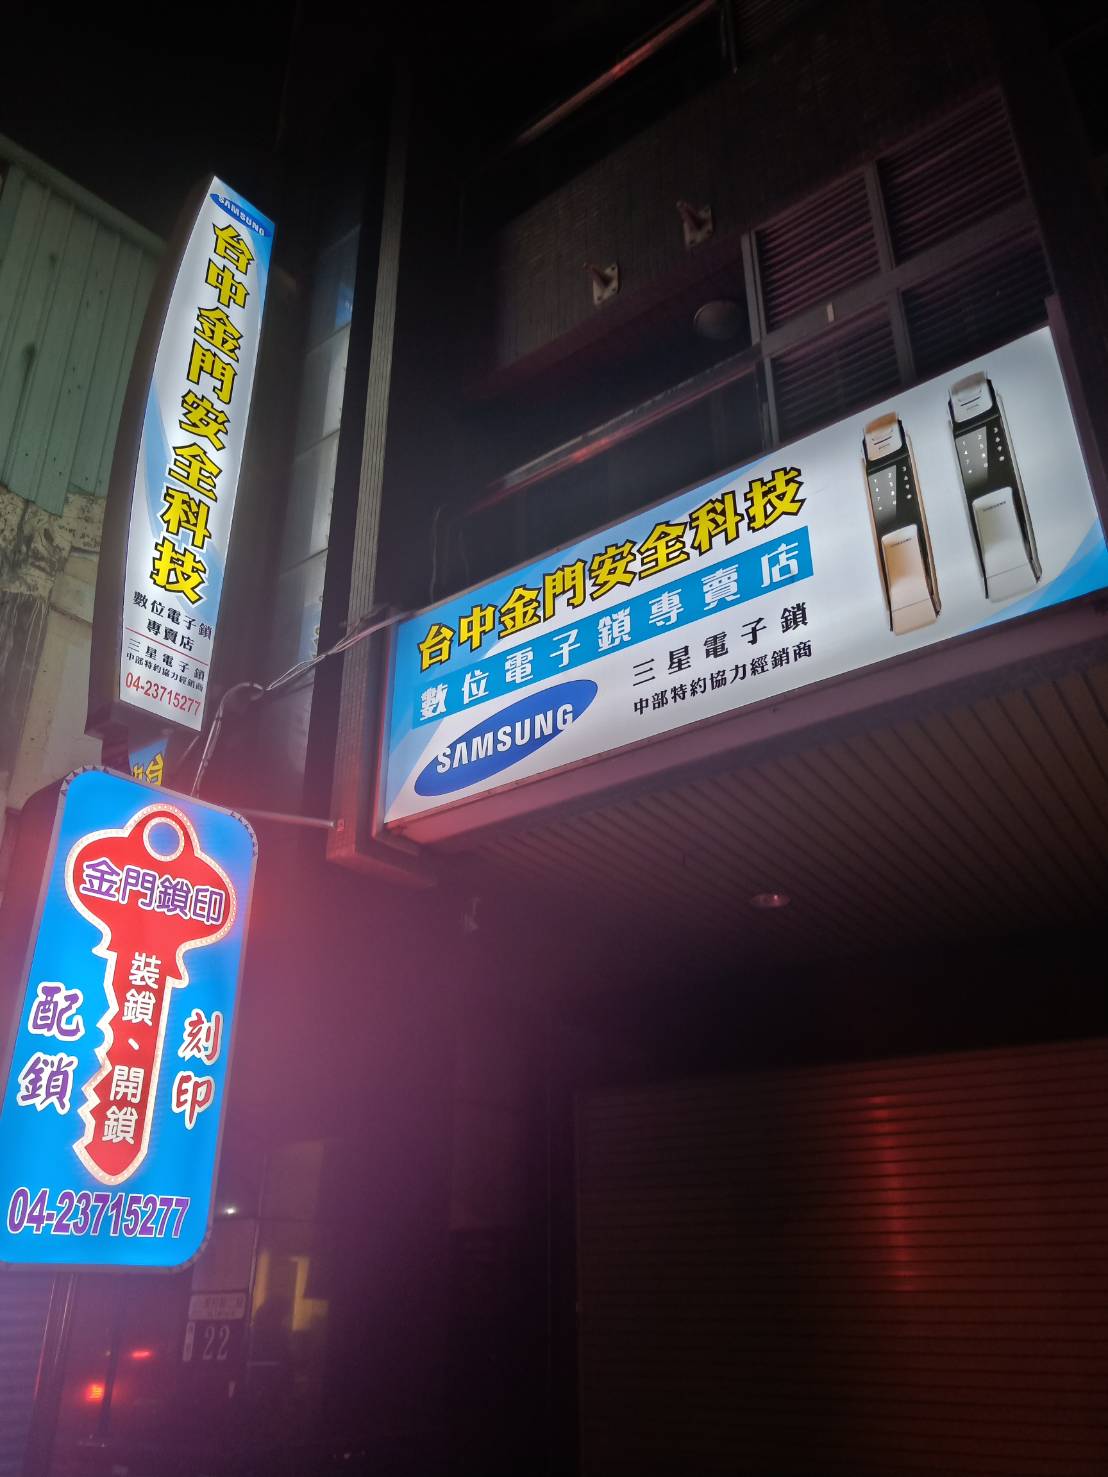 SAMSUNG
台中金門安全科技
數位電子鎖
專賣店
三星電子鎖
中部特約協力經銷商
04-23715277
台中金門安全科技
數位電子鎖專賣店
SAMSUNG
三星電子鎖
中部特約協力經銷商
金門鎖印
裝鎖、開鎖
配鎖
刻印
04-23715277
22